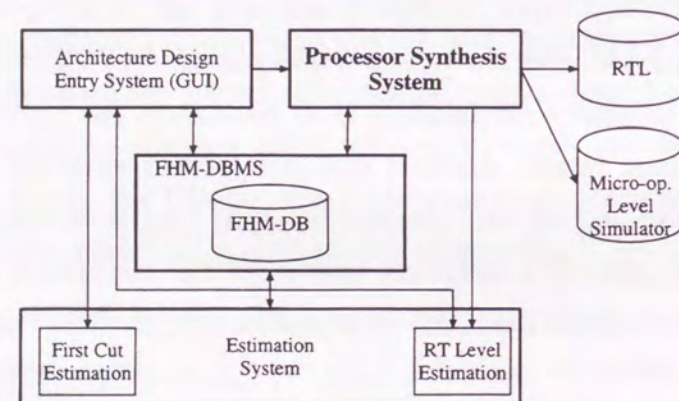 Architecture Design
Entry System (GUI)
Processor Synthesis
System
RTL
Micro-op.
Level
Simulator
FHM-DBMS
FHM-DB
First Cut
Estimation
Estimation
System
RT Level
Estimation